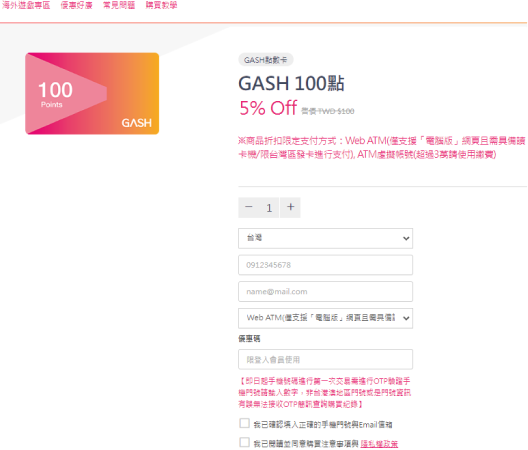 海外遊戲專區 優惠好康 常見問題 購買教學
100
Points
GASH
GASH點數卡
GASH 100點
5% Off 售價 TWD $100
※商品折扣限定支付方式：Web ATM(僅支援「電腦版」網頁且需具備讀
卡機/限台灣區發卡進行支付), ATM虛擬帳號(超過3萬請使用繳費)
− 1 +
台灣
0912345678
name@mail.com
Web ATM(僅支援「電腦版」網頁且需具備
優惠碼
限登入會員使用
【即日起手機號碼進行第一次交易需進行OTP驗證手
機門號請輸入數字，非台港澳地區門號或是門號資訊
有誤無法接收OTP簡訊查詢購買紀錄】
我已確認填入正確的手機門號與Email信箱
我已閱讀並同意購買注意事項與 隱私權政策